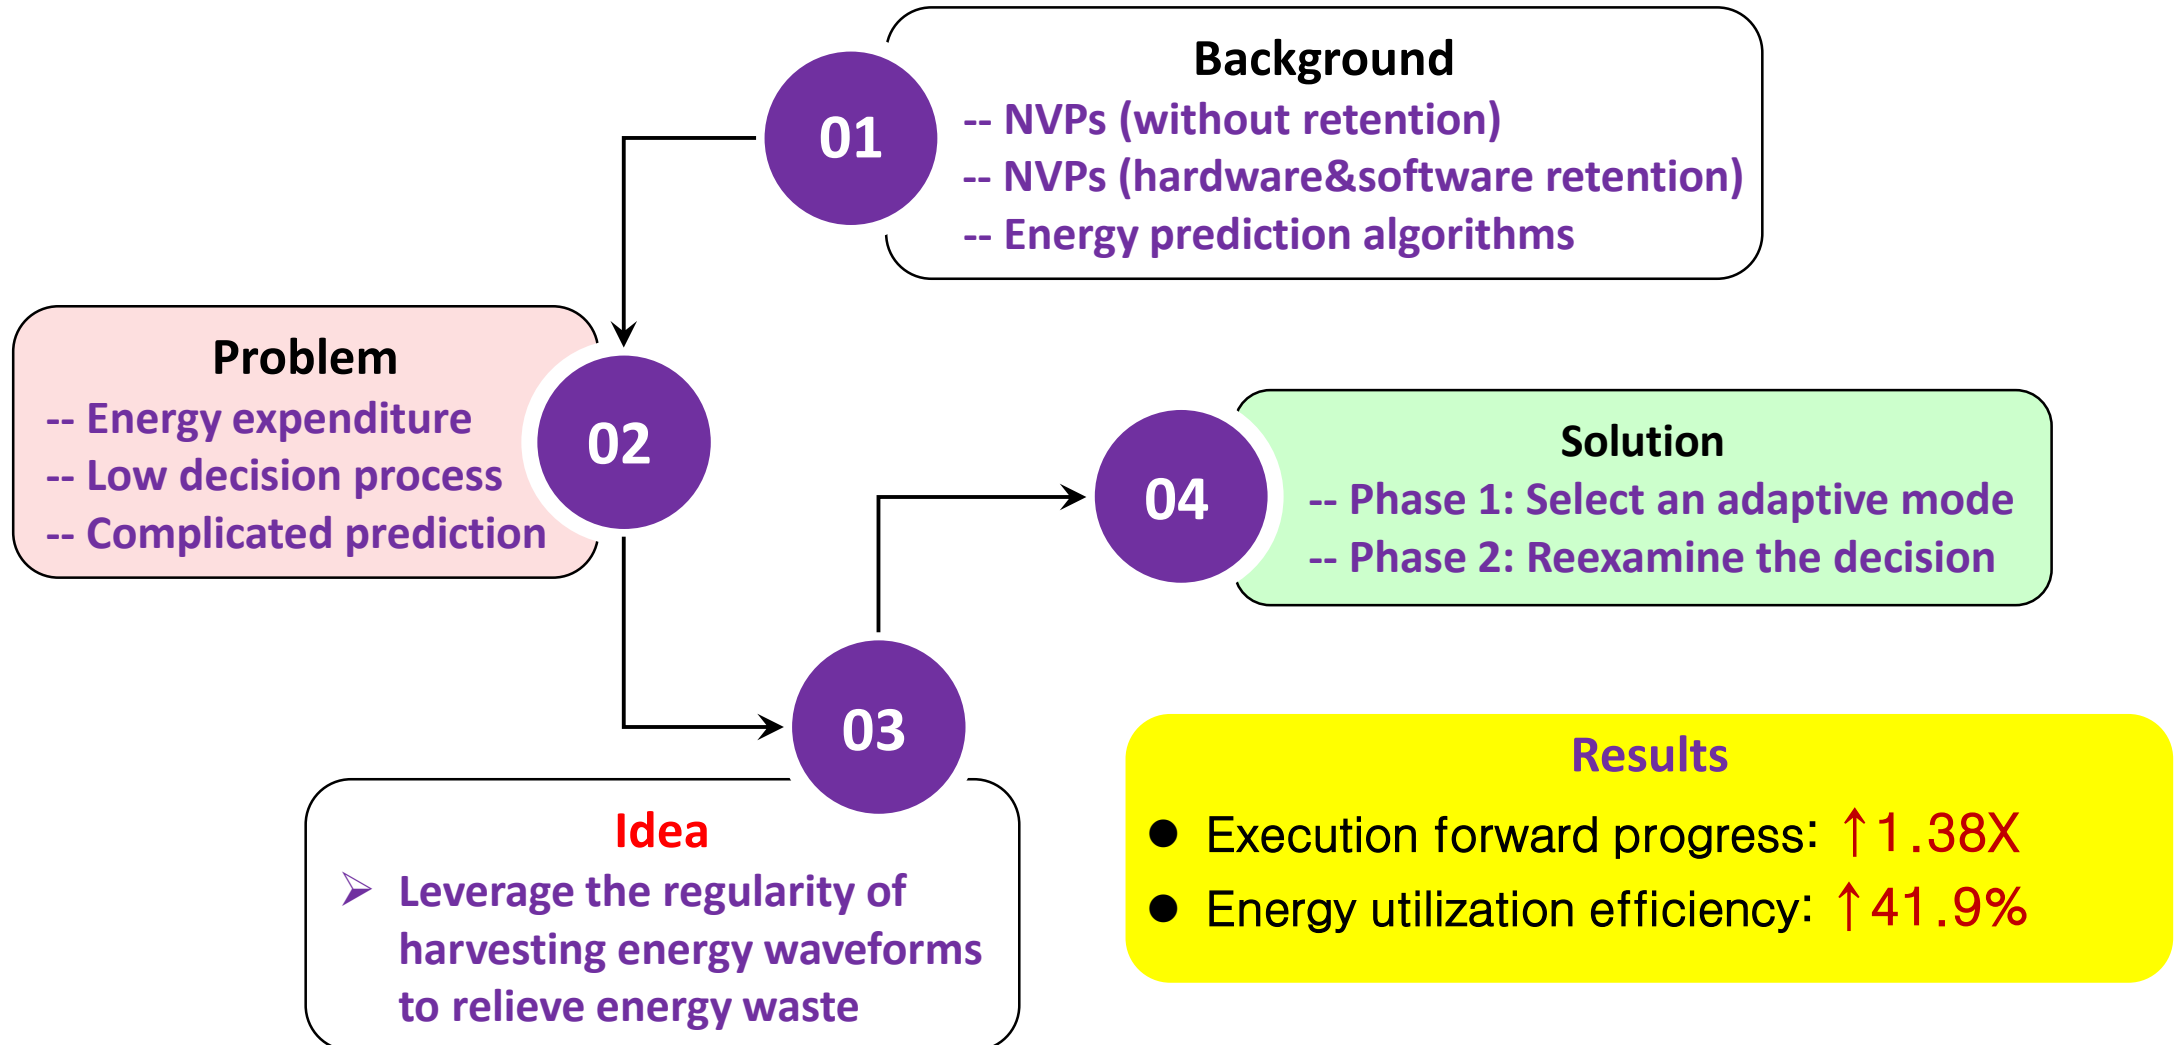 01
Background
-- NVPs (without retention)
-- NVPs (hardware&software retention)
-- Energy prediction algorithms
02
Problem
-- Energy expenditure
-- Low decision process
-- Complicated prediction
03
Idea
➢ Leverage the regularity of
harvesting energy waveforms
to relieve energy waste
04
Solution
-- Phase 1: Select an adaptive mode
-- Phase 2: Reexamine the decision
Results
● Execution forward progress: ↑1.38X
● Energy utilization efficiency: ↑41.9%